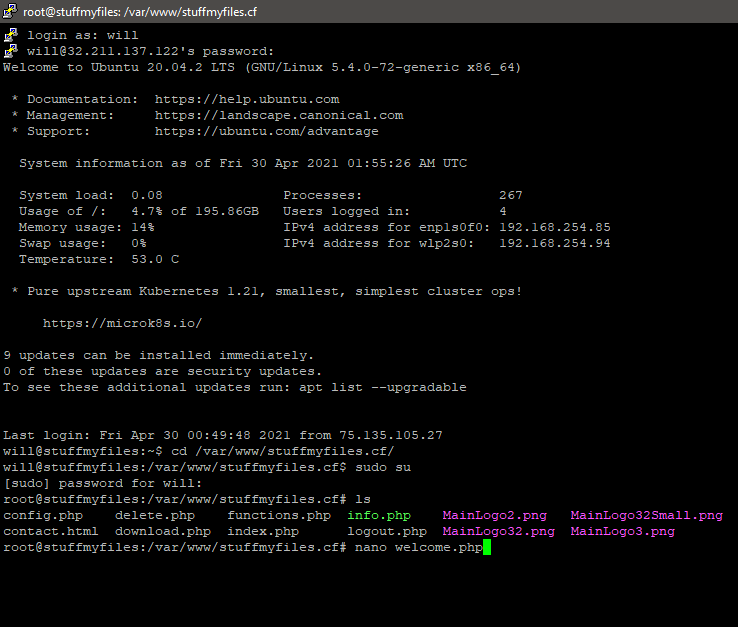 root@stuffmyfiles: /var/www/stuffmyfiles.cf
login as: will
will@32.211.137.122's password:
Welcome to Ubuntu 20.04.2 LTS (GNU/Linux 5.4.0-72-generic x86_64)
* Documentation:  https://help.ubuntu.com
* Management:     https://landscape.canonical.com
* Support:        https://ubuntu.com/advantage
System information as of Fri 30 Apr 2021 01:55:26 AM UTC
System load:  0.08               Processes:                 267
Usage of /:   4.7% of 195.86GB   Users logged in:           4
Memory usage: 14%                IPv4 address for enp1s0f0: 192.168.254.85
Swap usage:   0%                 IPv4 address for wlp2s0:   192.168.254.94
Temperature:  53.0 C
* Pure upstream Kubernetes 1.21, smallest, simplest cluster ops!
https://microk8s.io/
9 updates can be installed immediately.
0 of these updates are security updates.
To see these additional updates run: apt list --upgradable
Last login: Fri Apr 30 00:49:48 2021 from 75.135.105.27
will@stuffmyfiles:~$ cd /var/www/stuffmyfiles.cf/
will@stuffmyfiles:/var/www/stuffmyfiles.cf$ sudo su
[sudo] password for will:
root@stuffmyfiles:/var/www/stuffmyfiles.cf# ls
config.php    delete.php    functions.php  info.php    MainLogo2.png   MainLogo32Small.png
contact.html  download.php  index.php      logout.php  MainLogo32.png  MainLogo3.png
root@stuffmyfiles:/var/www/stuffmyfiles.cf# nano welcome.php